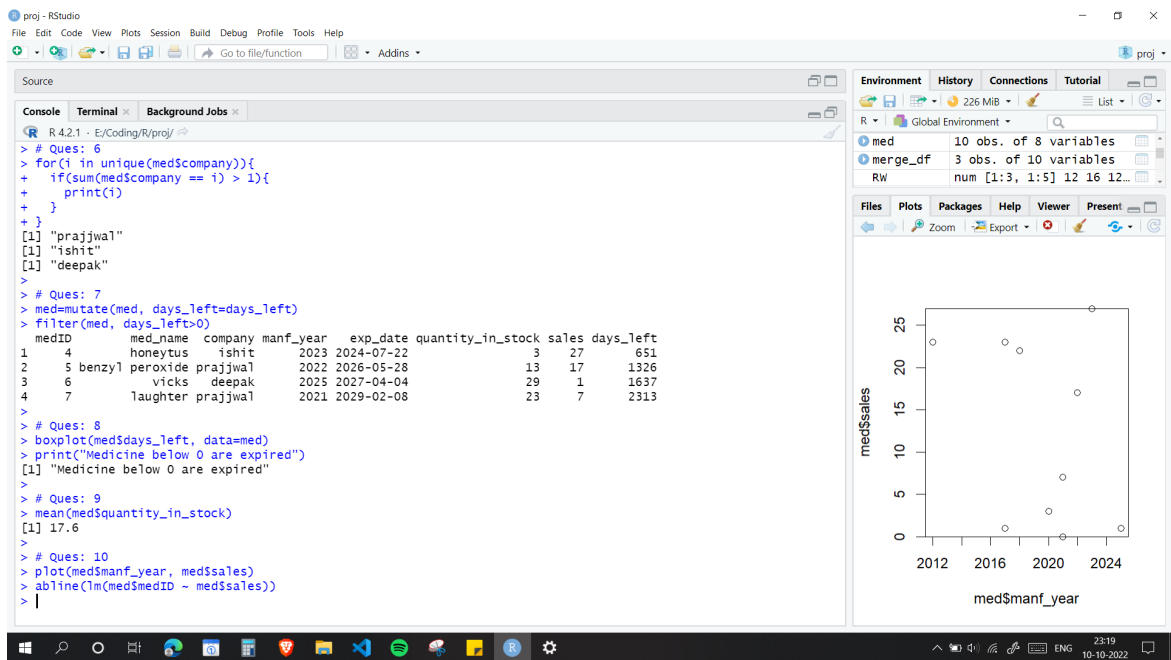 proj - RStudio
File Edit Code View Plots Session Build Debug Profile Tools Help
Go to file/function Addins proj
Source
Console Terminal Background Jobs
R 4.2.1 · E:/Coding/R/proj/
> # Ques: 6
> for(i in unique(med$company)){
+   if(sum(med$company == i) > 1){
+     print(i)
+   }
+ }
[1] "prajjwal"
[1] "ishit"
[1] "deepak"
>
> # Ques: 7
> med=mutate(med, days_left=days_left)
> filter(med, days_left>0)
  medID        med_name  company manf_year   exp_date quantity_in_stock sales days_left
1     4        honeytus    ishit      2023 2024-07-22                 3    27       651
2     5 benzyl peroxide prajjwal      2022 2026-05-28                13    17      1326
3     6           vicks   deepak      2025 2027-04-04                29     1      1637
4     7        laughter prajjwal      2021 2029-02-08                23     7      2313
>
> # Ques: 8
> boxplot(med$days_left, data=med)
> print("Medicine below 0 are expired")
[1] "Medicine below 0 are expired"
>
> # Ques: 9
> mean(med$quantity_in_stock)
[1] 17.6
>
> # Ques: 10
> plot(med$manf_year, med$sales)
> abline(lm(med$medID ~ med$sales))
>
Environment History Connections Tutorial
226 MiB List
R Global Environment
med 10 obs. of 8 variables
merge_df 3 obs. of 10 variables
RW num [1:3, 1:5] 12 16 12…
Files Plots Packages Help Viewer Present
Zoom Export
25
20
15
10
5
0
med$sales
2012 2016 2020 2024
med$manf_year
ENG
23:19
10-10-2022